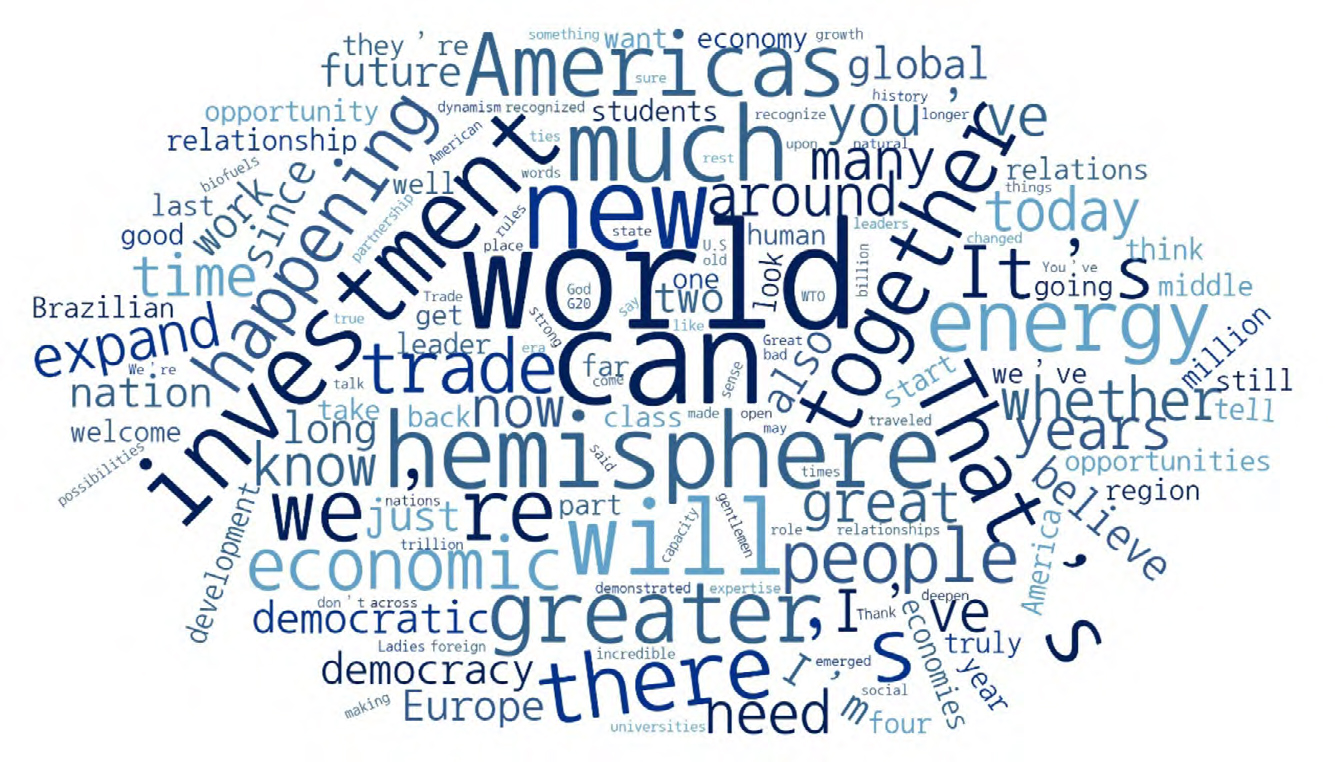 something want economy growth
they're Americas global
future sure
opportunity dynamism recognized students history
relationship American ties much recognize you've longer
biofuels happening words rest upon natural
last work since well investment many relations
good partnership rules new around together things today
time place state human leaders changed
U.S old It's think
Brazilian Trade world God G20 one two look WTO billion You've going middle
expand true get strong say like energy
We're leader era Great bad also million
nation talk trade can far come sense start we've still
welcome take back now class made open may traveled That's whether tell
long years
possibilities know hemisphere said times believe opportunities
development we're nations just part great region
trillion will capacity gentlemen role relationships
economic people America
demonstrated expertise
democratic don't across greater, I've Thank deepen economies
Ladies foreign there's truly
democracy incredible I'm emerged year
making Europe need social four
universities